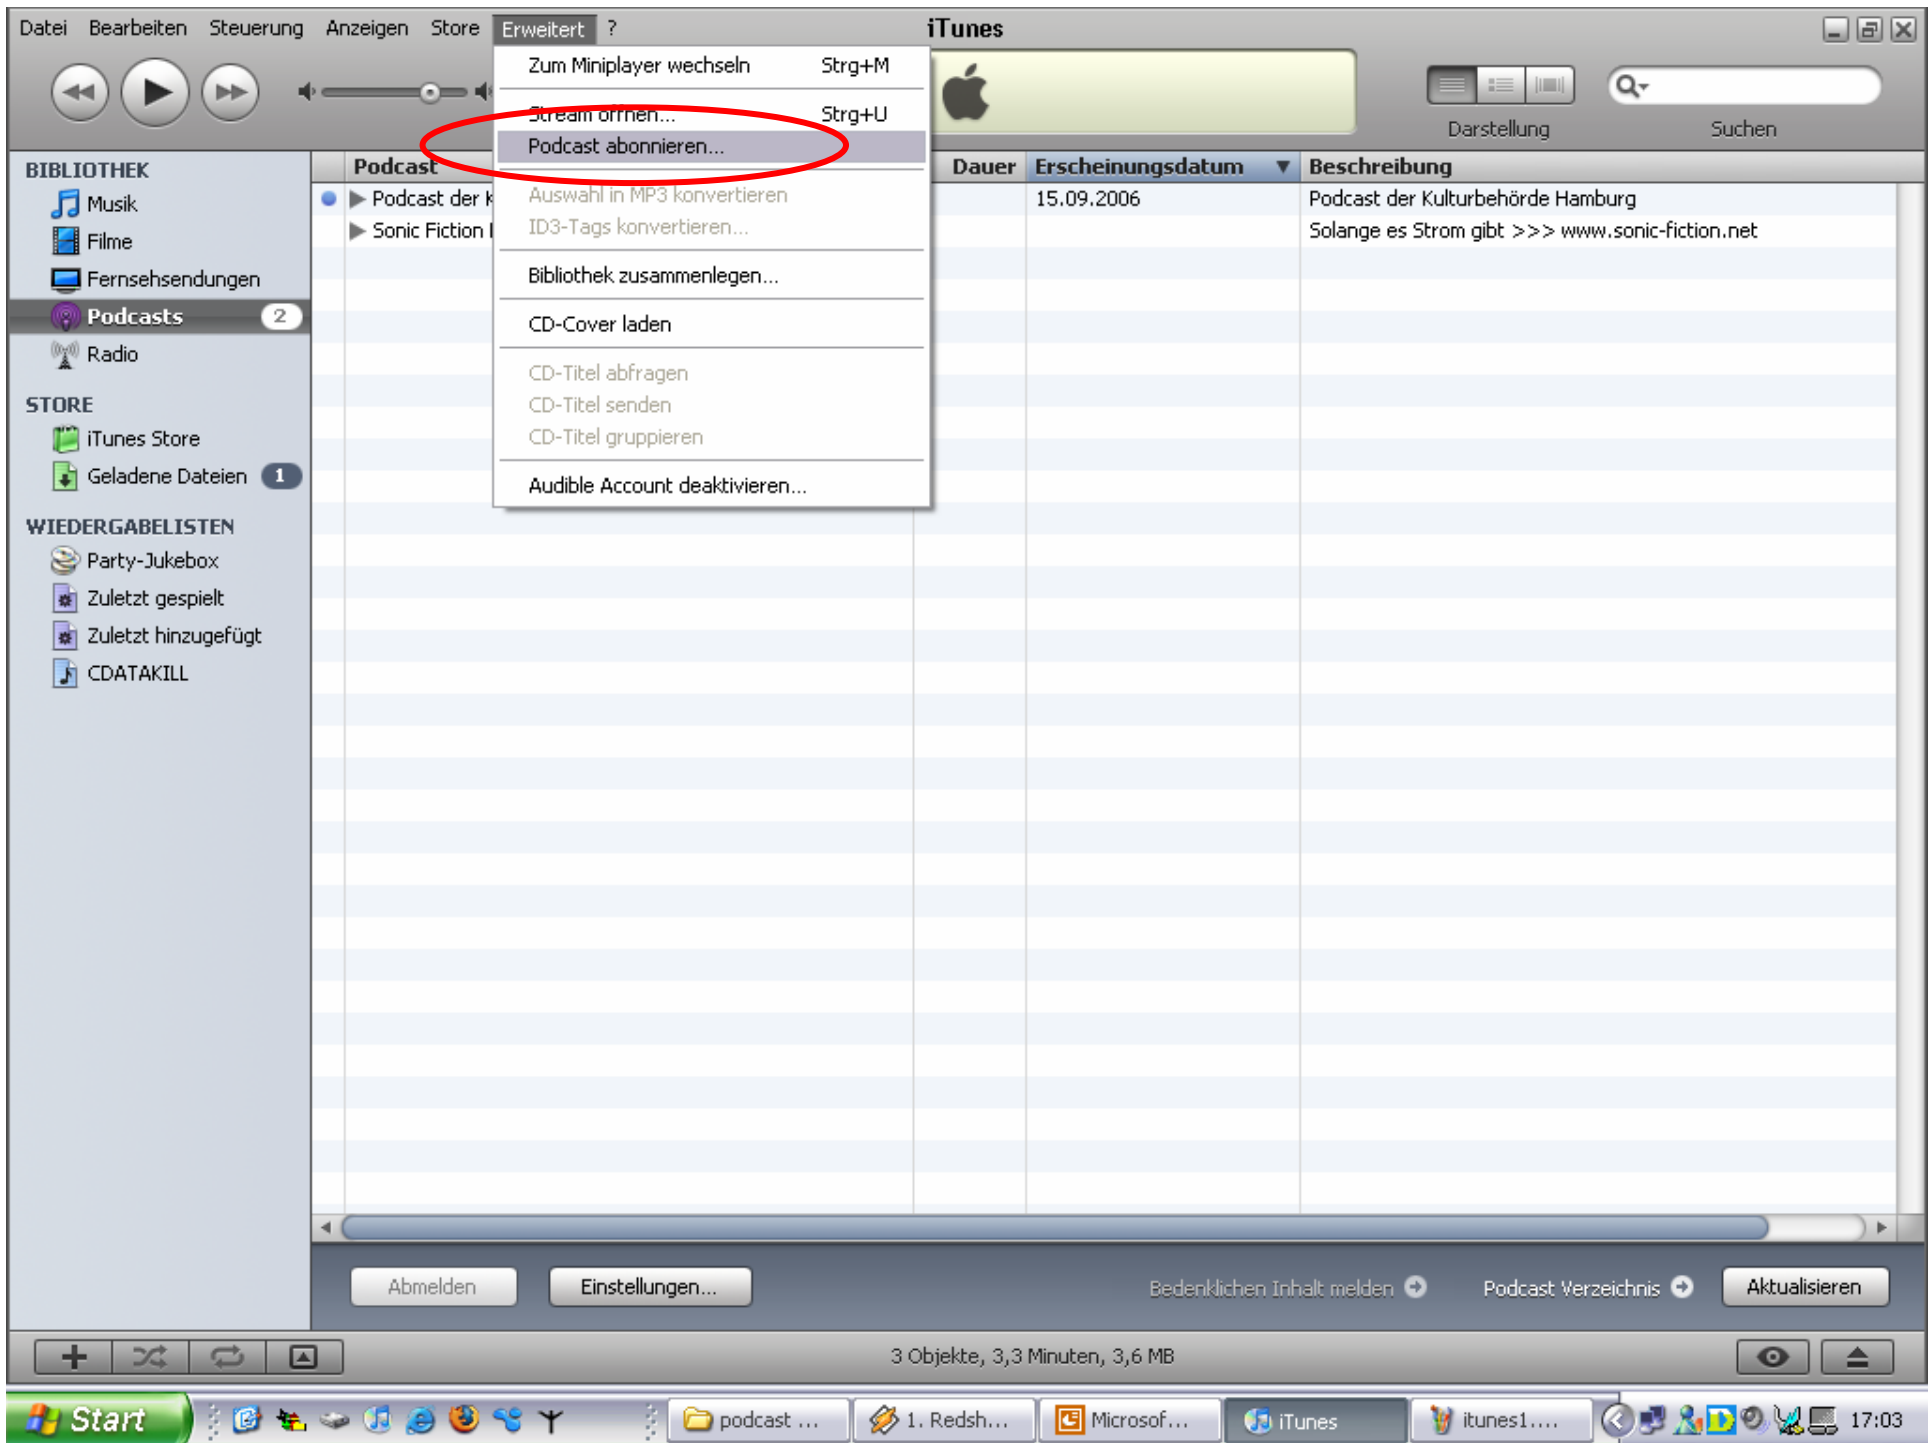 Datei Bearbeiten Steuerung Anzeigen Store Erweitert ? iTunes
Zum Miniplayer wechseln Strg+M
Stream öffnen... Strg+U
Podcast abonnieren...
Auswahl in MP3 konvertieren
ID3-Tags konvertieren...
Bibliothek zusammenlegen...
CD-Cover laden
CD-Titel abfragen
CD-Titel senden
CD-Titel gruppieren
Audible Account deaktivieren...
Darstellung Suchen
BIBLIOTHEK
Musik
Filme
Fernsehsendungen
Podcasts 2
Radio
STORE
iTunes Store
Geladene Dateien 1
WIEDERGABELISTEN
Party-Jukebox
Zuletzt gespielt
Zuletzt hinzugefügt
CDATAKILL
Podcast Dauer Erscheinungsdatum Beschreibung
Podcast der 15.09.2006 Podcast der Kulturbehörde Hamburg
Sonic Fiction Solange es Strom gibt >>> www.sonic-fiction.net
Abmelden Einstellungen... Bedenklichen Inhalt melden Podcast Verzeichnis Aktualisieren
3 Objekte, 3,3 Minuten, 3,6 MB
Start podcast ... 1. Redsh... Microsof... iTunes itunes1.... 17:03